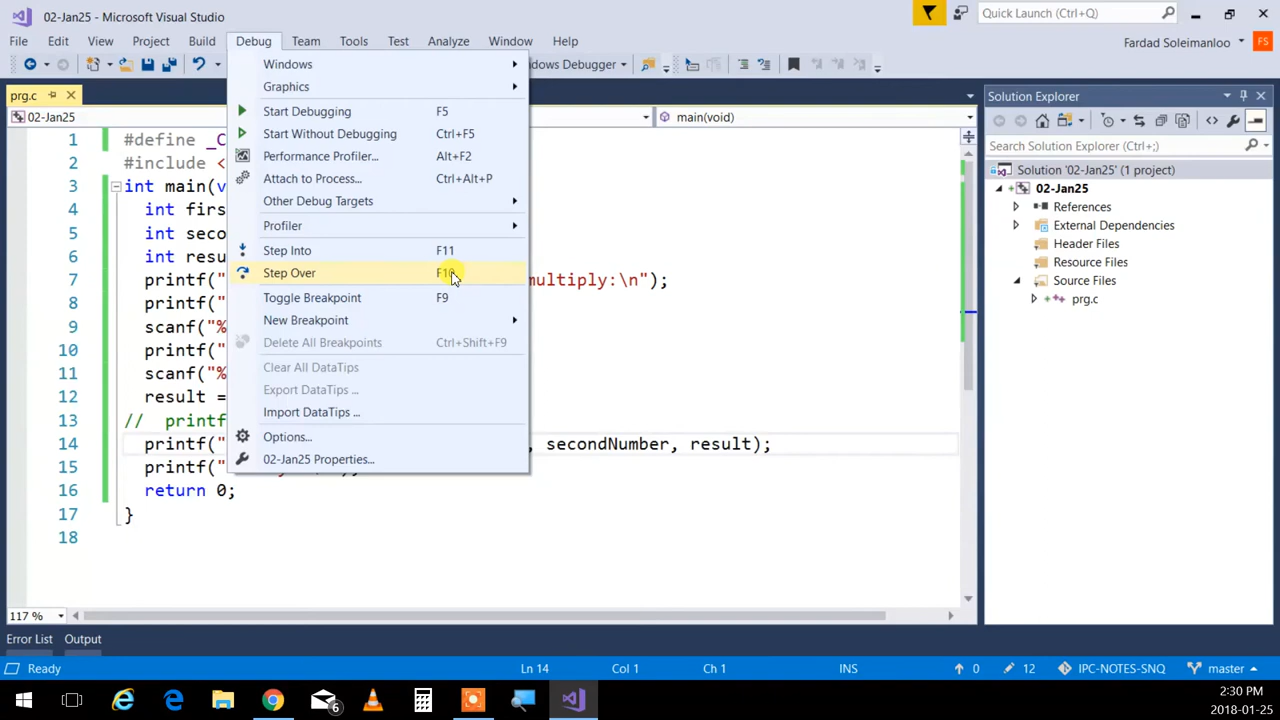 02-Jan25 - Microsoft Visual Studio
Quick Launch (Ctrl+Q)
File Edit View Project Build Debug Team Tools Test Analyze Window Help
Fardad Soleimanloo FS
Windows Debugger
prg.c
02-Jan25
main(void)
Windows
Graphics
Start Debugging F5
Start Without Debugging Ctrl+F5
Performance Profiler... Alt+F2
Attach to Process... Ctrl+Alt+P
Other Debug Targets
Profiler
Step Into F11
Step Over F10
Toggle Breakpoint F9
New Breakpoint
Delete All Breakpoints Ctrl+Shift+F9
Clear All DataTips
Export DataTips ...
Import DataTips ...
Options...
02-Jan25 Properties...
1 #define _C
2 #include <
3 int main(v
4 int firs
5 int seco
6 int resu
7 printf(" multiply:\n");
8 printf("
9 scanf("%
10 printf("
11 scanf("%
12 result =
13 // printf
14 printf(" , secondNumber, result);
15 printf("
16 return 0;
17 }
18
117 %
Solution Explorer
Search Solution Explorer (Ctrl+;)
Solution '02-Jan25' (1 project)
02-Jan25
References
External Dependencies
Header Files
Resource Files
Source Files
prg.c
Error List Output
Ready Ln 14 Col 1 Ch 1 INS 0 12 IPC-NOTES-SNQ master
6
2:30 PM
2018-01-25